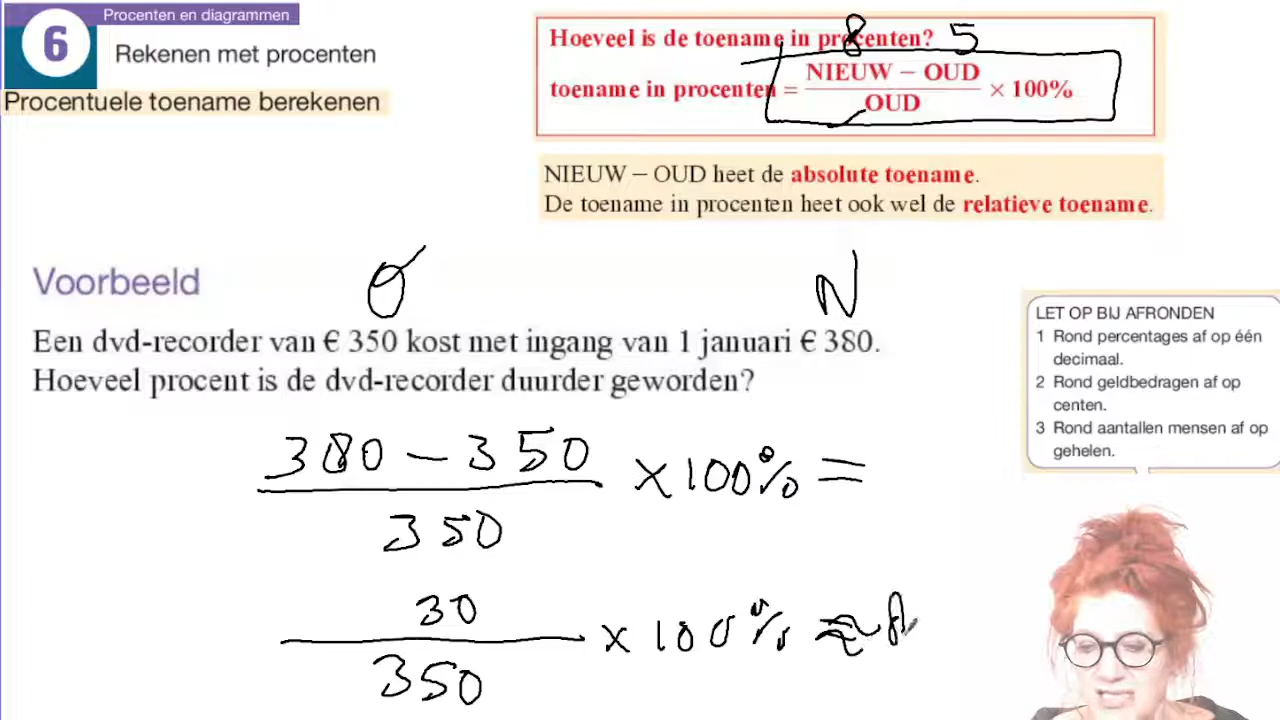 Procenten en diagrammen
6
Rekenen met procenten
Procentuele toename berekenen
Hoeveel is de toename in procenten?
8 5
toename in procenten = NIEUW – OUD
OUD
× 100%
NIEUW – OUD heet de absolute toename.
De toename in procenten heet ook wel de relatieve toename.
Voorbeeld
O N
Een dvd-recorder van € 350 kost met ingang van 1 januari € 380.
Hoeveel procent is de dvd-recorder duurder geworden?
380 – 350
350
× 100% =
30
350
× 100% ≈
LET OP BIJ AFRONDEN
1 Rond percentages af op één
decimaal.
2 Rond geldbedragen af op
centen.
3 Rond aantallen mensen af op
gehelen.